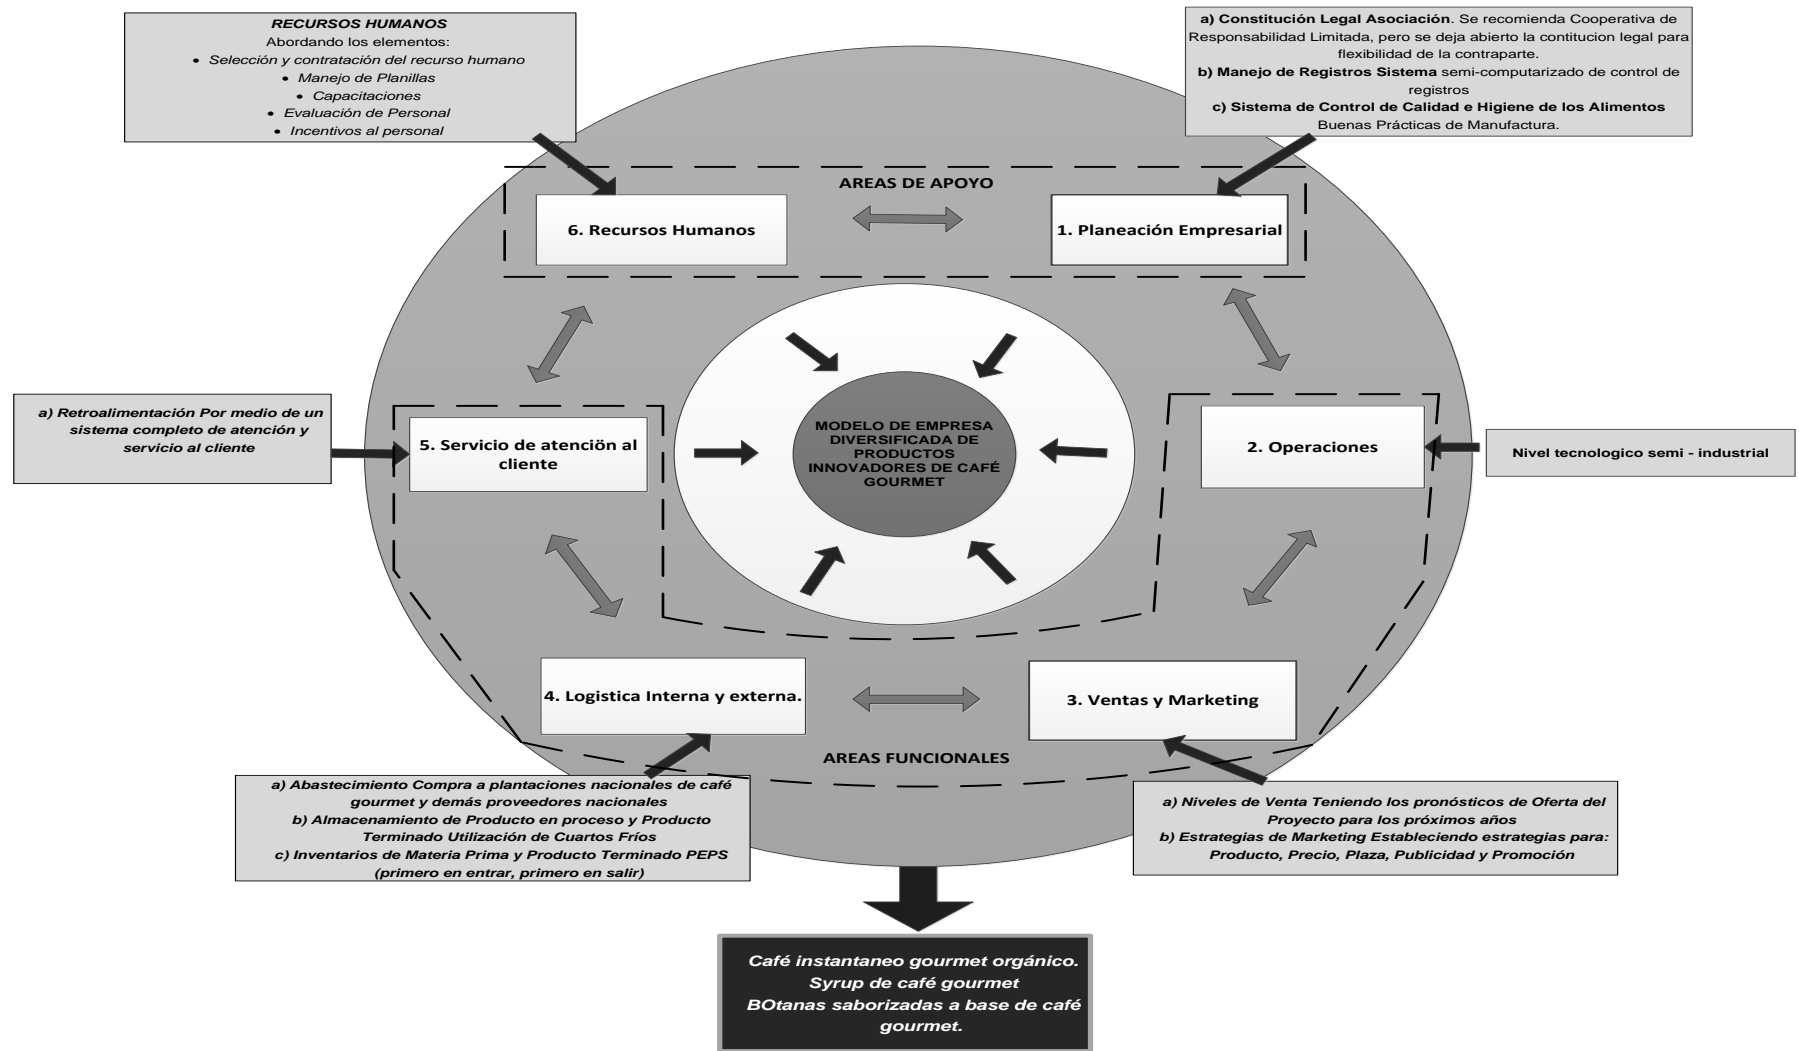 RECURSOS HUMANOS
Abordando los elementos:
• Selección y contratación del recurso humano
• Manejo de Planillas
• Capacitaciones
• Evaluación de Personal
• Incentivos al personal
a) Constitución Legal Asociación. Se recomienda Cooperativa de
Responsabilidad Limitada, pero se deja abierto la contitucion legal para
flexibilidad de la contraparte.
b) Manejo de Registros Sistema semi-computarizado de control de
registros
c) Sistema de Control de Calidad e Higiene de los Alimentos
Buenas Prácticas de Manufactura.
AREAS DE APOYO
6. Recursos Humanos
1. Planeación Empresarial
a) Retroalimentación Por medio de un
sistema completo de atención y
servicio al cliente
5. Servicio de atenciön al
cliente
MODELO DE EMPRESA
DIVERSIFICADA DE
PRODUCTOS
INNOVADORES DE CAFÉ
GOURMET
2. Operaciones
Nivel tecnologico semi - industrial
4. Logistica Interna y externa.
3. Ventas y Marketing
AREAS FUNCIONALES
a) Abastecimiento Compra a plantaciones nacionales de café
gourmet y demás proveedores nacionales
b) Almacenamiento de Producto en proceso y Producto
Terminado Utilización de Cuartos Fríos
c) Inventarios de Materia Prima y Producto Terminado PEPS
(primero en entrar, primero en salir)
a) Niveles de Venta Teniendo los pronósticos de Oferta del
Proyecto para los próximos años
b) Estrategias de Marketing Estableciendo estrategias para:
Producto, Precio, Plaza, Publicidad y Promoción
Café instantaneo gourmet orgánico.
Syrup de café gourmet
BOtanas saborizadas a base de café
gourmet.